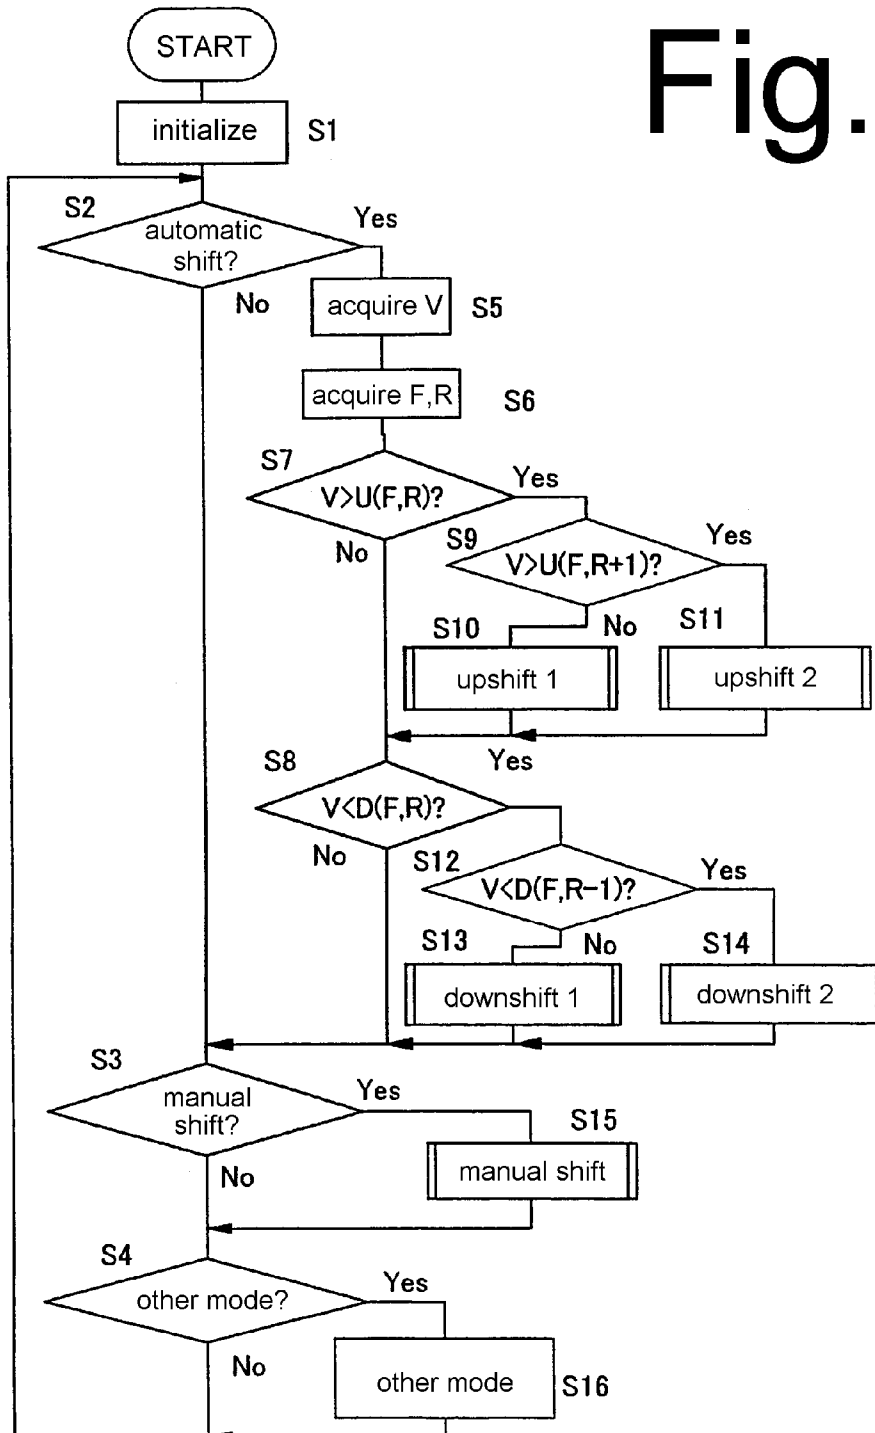 Fig.
START
initialize
S1
S2
automatic
shift?
Yes
No
acquire V
S5
acquire F,R
S6
S7
V>U(F,R)?
Yes
No
S9
V>U(F,R+1)?
Yes
No
S10
upshift 1
S11
upshift 2
S8
V<D(F,R)?
Yes
No
S12
V<D(F,R-1)?
Yes
No
S13
downshift 1
S14
downshift 2
S3
manual
shift?
Yes
No
S15
manual shift
S4
other mode?
Yes
No
other mode
S16